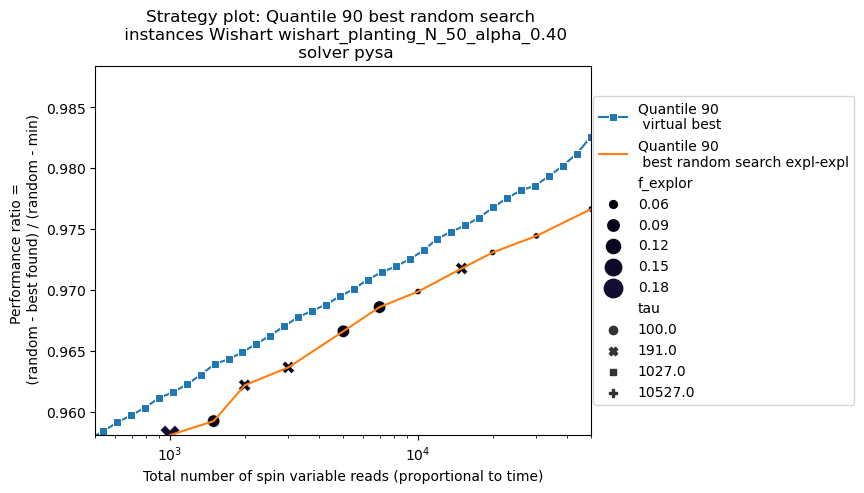 Strategy plot: Quantile 90 best random search
instances Wishart wishart_planting_N_50_alpha_0.40
solver pysa
Performance ratio =
(random - best found) / (random - min)
0.985
0.980
0.975
0.970
0.965
0.960
10³
10⁴
Total number of spin variable reads (proportional to time)
Quantile 90
virtual best
Quantile 90
best random search expl-expl
f_explor
0.06
0.09
0.12
0.15
0.18
tau
100.0
191.0
1027.0
10527.0